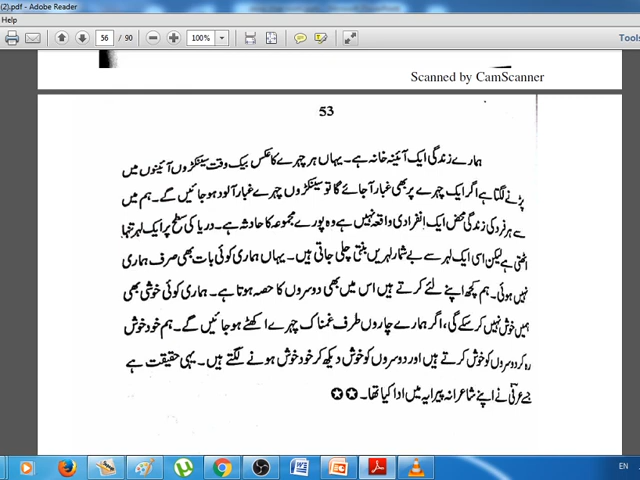 (2).pdf - Adobe Reader
Help
56 / 90 100% Tools
Scanned by CamScanner
53
ہمارے زندگی ایک آئینہ خانہ ہے۔ یہاں ہر چہرے کا عکس بیک وقت سینکڑوں آئینوں میں
پڑنے لگتا ہے اگر ایک چہرے پر بھی غبار آجائے گا تو سینکڑوں چہرے غبار آلود ہو جائیں گے۔ ہم میں
سے ہر فرد کی زندگی محض ایک اِنفرادی واقعہ نہیں ہے وہ پورے مجموعہ کا حادثہ ہے۔ دریا کی سطح پر ایک لہر تنہا
اٹھتی ہے لیکن اسی ایک لہر سے بے شمار لہریں بنتی چلی جاتی ہیں۔ یہاں ہماری کوئی بات بھی صرف ہماری
نہیں ہوئی۔ ہم کچھ اپنے لئے کرتے ہیں اس میں بھی دوسروں کا حصہ ہوتا ہے۔ ہماری کوئی خوشی بھی
ہمیں خوش نہیں کر سکے گی، اگر ہمارے چاروں طرف غمناک چہرے اکھٹے ہو جائیں گے۔ ہم خود خوش
رہ کر دوسروں کو خوش کرتے ہیں اور دوسروں کو خوش دیکھ کر خود خوش ہونے لگتے ہیں۔ یہی حقیقت ہے
جسے عرفی نے اپنے شاعرانہ پیرایہ میں ادا کیا تھا۔ ✪✪
EN